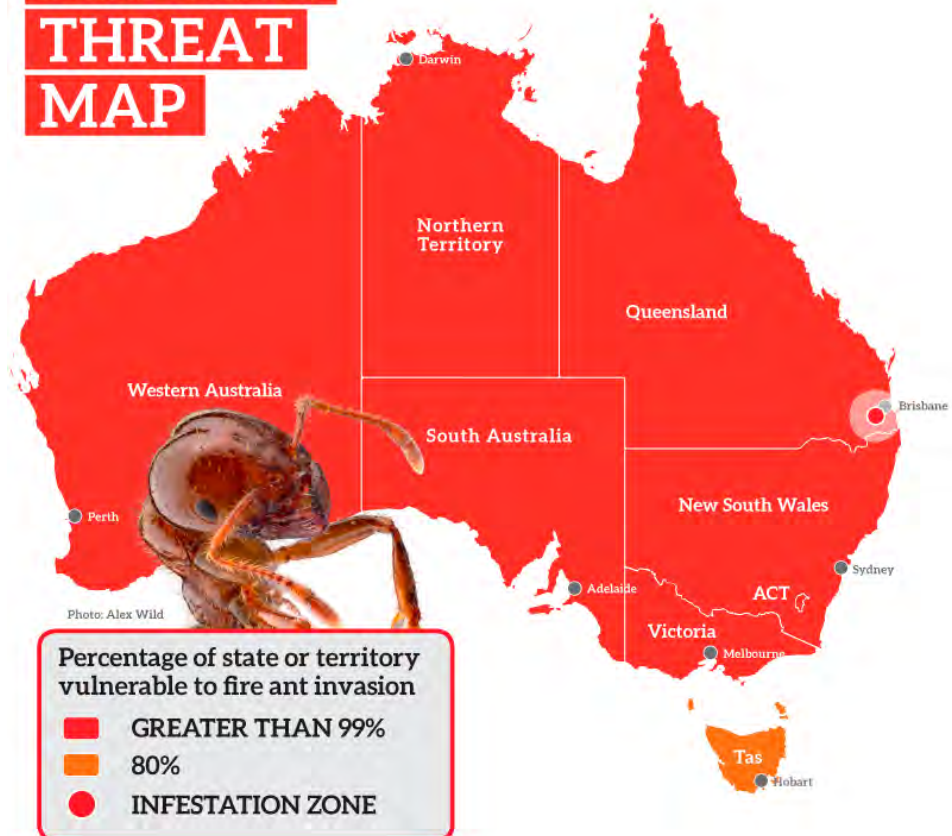 THREAT
MAP
Darwin
Northern
Territory
Queensland
Western Australia
Brisbane
South Australia
New South Wales
Perth
Sydney
Adelaide
ACT
Photo: Alex Wild
Victoria
Melbourne
Percentage of state or territory
vulnerable to fire ant invasion
GREATER THAN 99%
80%
INFESTATION ZONE
Tas
Hobart